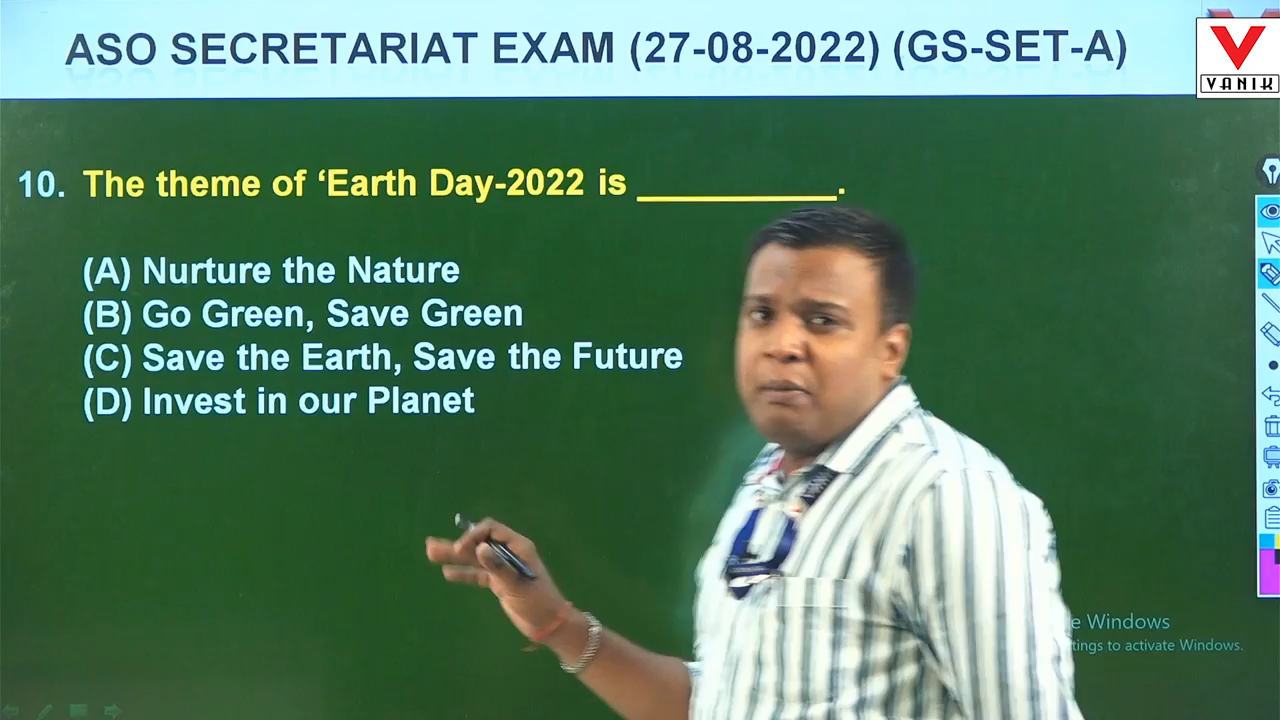 ASO SECRETARIAT EXAM (27-08-2022) (GS-SET-A)
VANIK
10. The theme of ‘Earth Day-2022 is __________.
(A) Nurture the Nature
(B) Go Green, Save Green
(C) Save the Earth, Save the Future
(D) Invest in our Planet
Windows
to activate Windows.